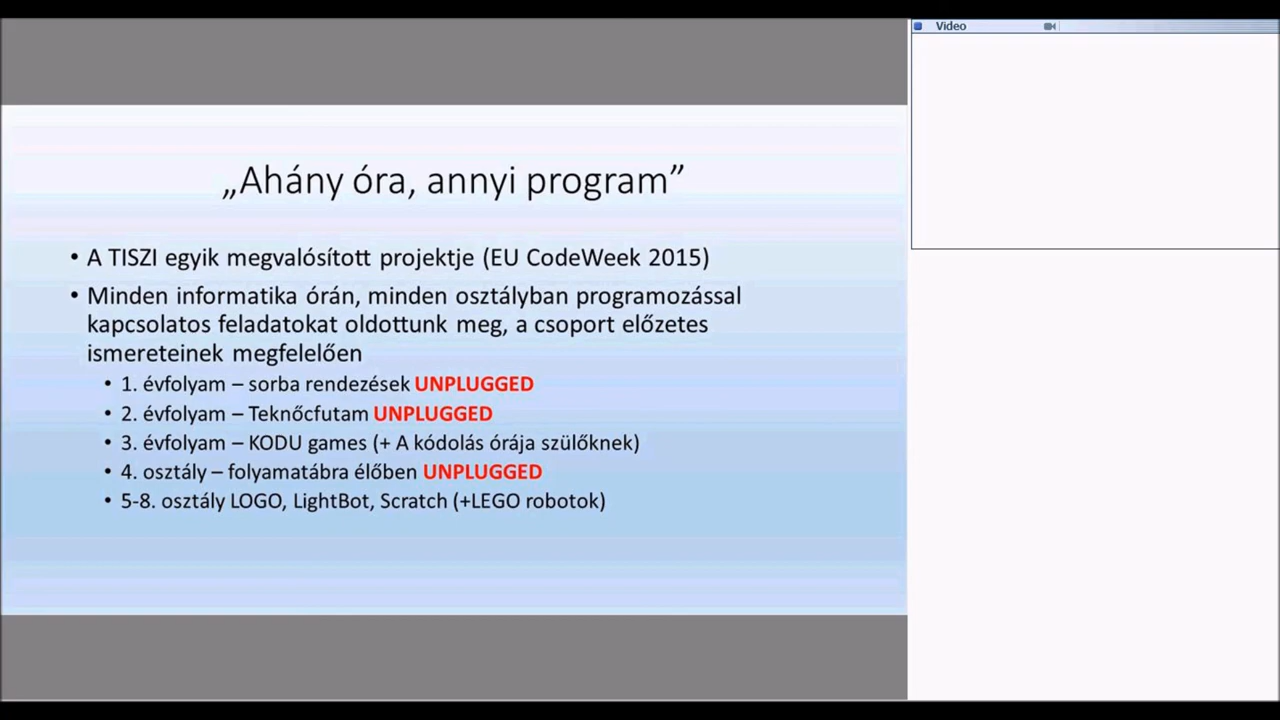 Video
„Ahány óra, annyi program”
• A TISZI egyik megvalósított projektje (EU CodeWeek 2015)
• Minden informatika órán, minden osztályban programozással
kapcsolatos feladatokat oldottunk meg, a csoport előzetes
ismereteinek megfelelően
• 1. évfolyam – sorba rendezések UNPLUGGED
• 2. évfolyam – Teknőcfutam UNPLUGGED
• 3. évfolyam – KODU games (+ A kódolás órája szülőknek)
• 4. osztály – folyamatábra élőben UNPLUGGED
• 5-8. osztály LOGO, LightBot, Scratch (+LEGO robotok)